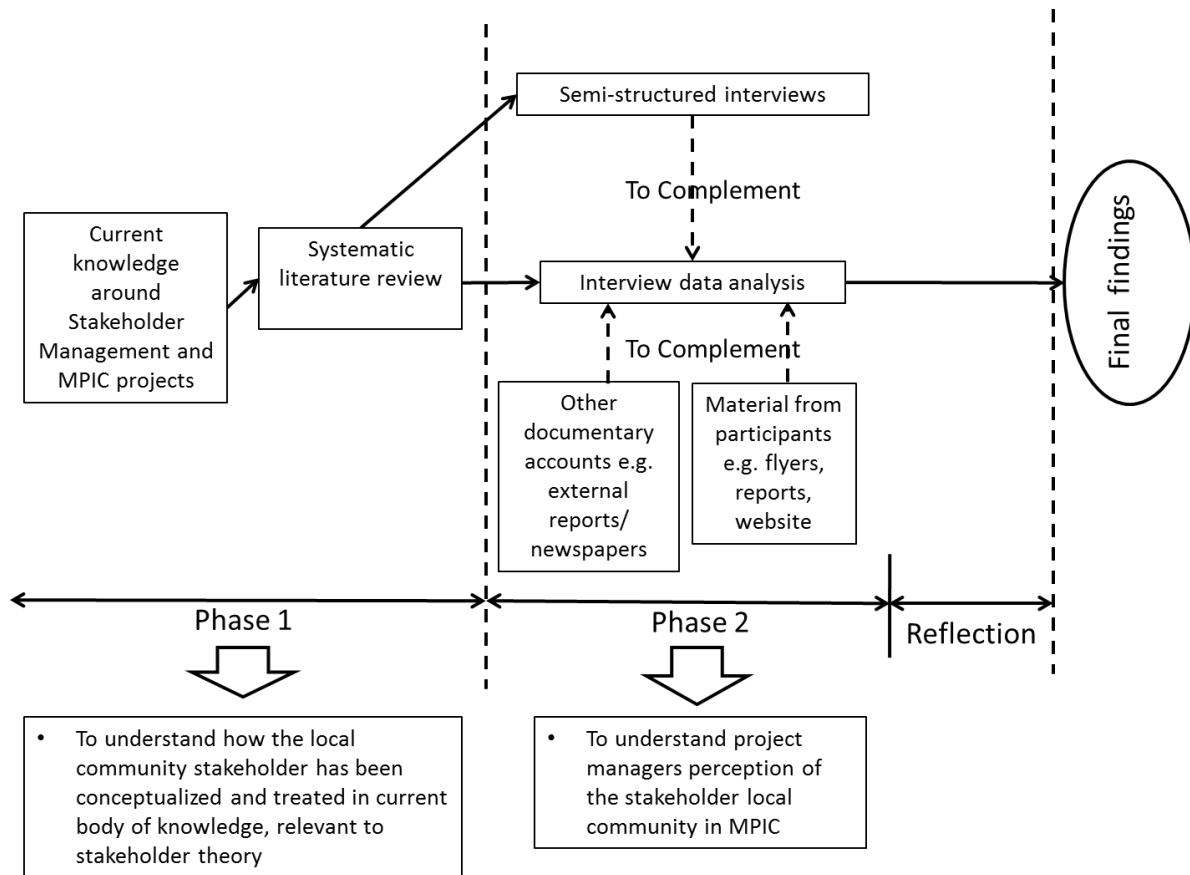 Semi-structured interviews
To Complement
Current
knowledge
around
Stakeholder
Management and
MPIC projects
Systematic
literature review
Interview data analysis
Final findings
To Complement
Other
documentary
accounts e.g.
external
reports/
newspapers
Material from
participants
e.g. flyers,
reports,
website
Phase 1
Phase 2
Reflection
• To understand how the local
community stakeholder has been
conceptualized and treated in current
body of knowledge, relevant to
stakeholder theory
• To understand project
managers perception of
the stakeholder local
community in MPIC